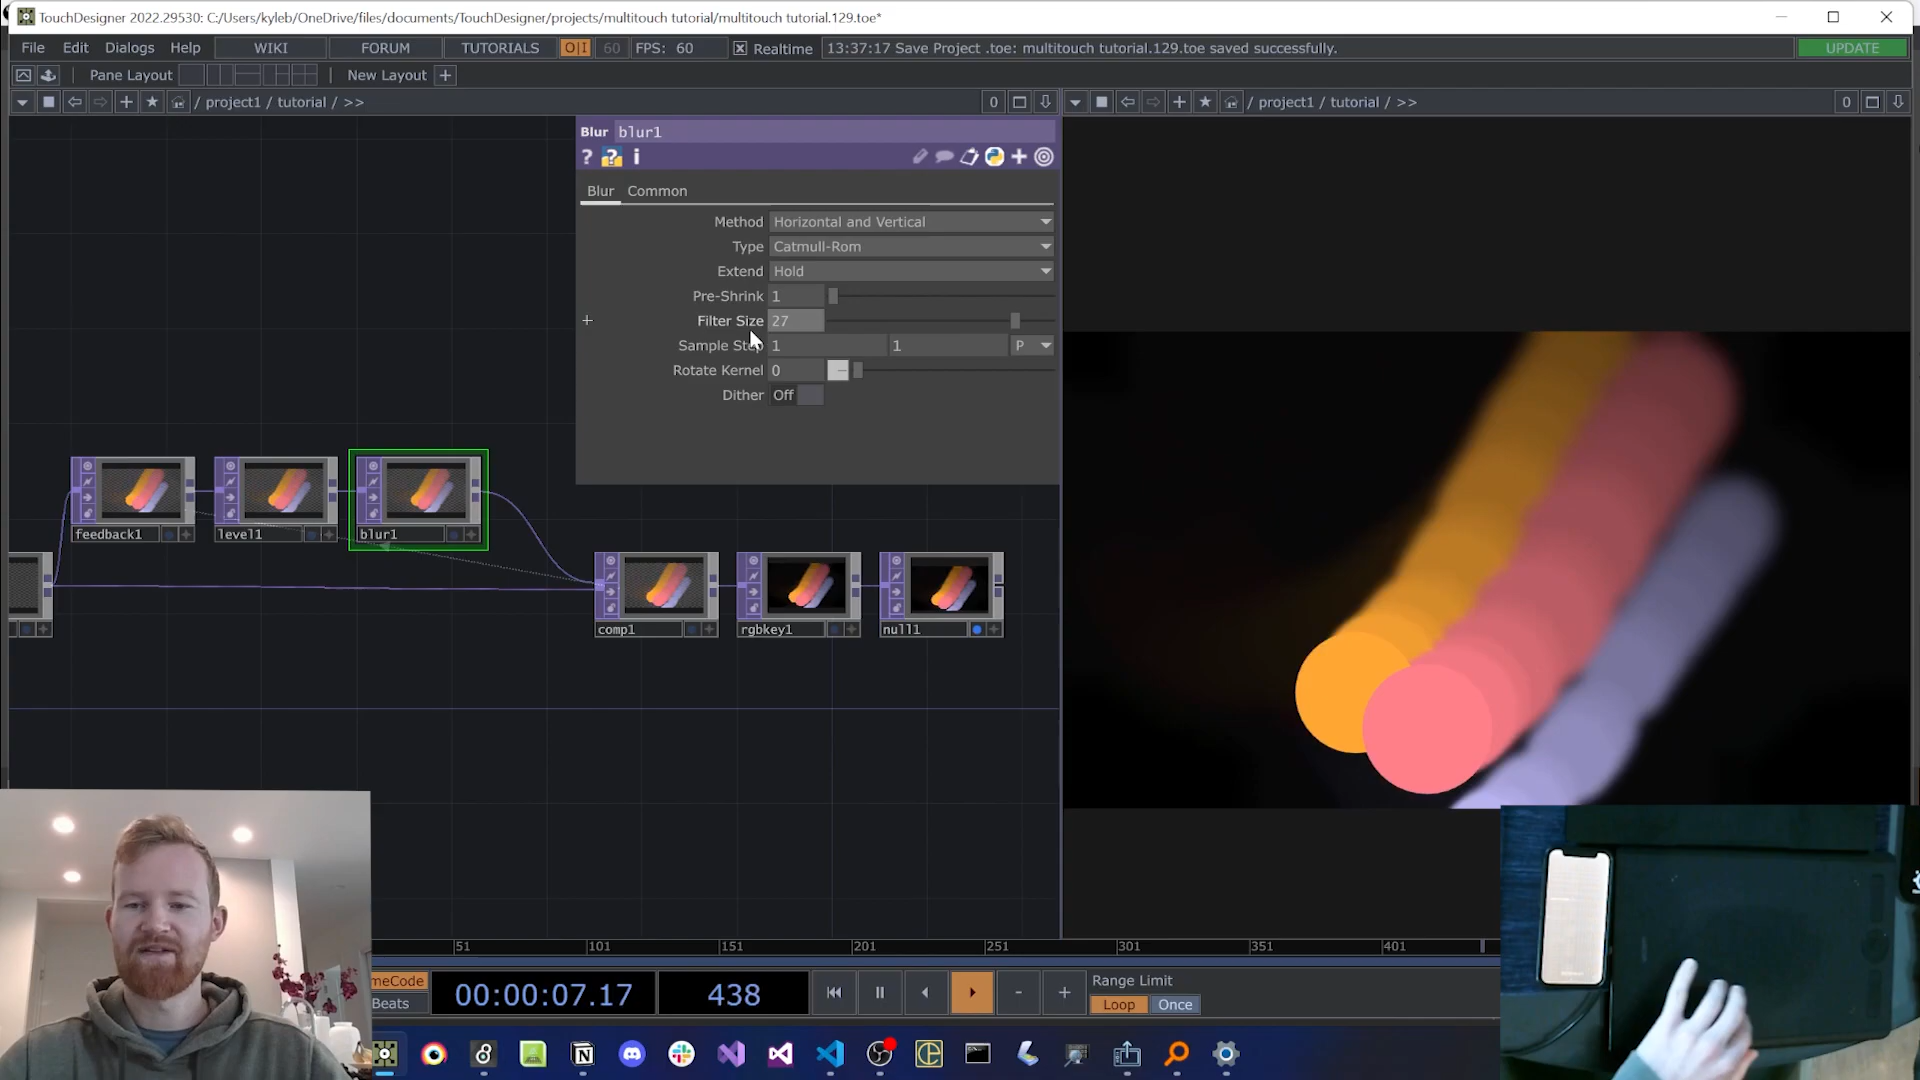 TouchDesigner 2022.29530: C:/Users/kyleb/OneDrive/files/documents/TouchDesigner/projects/multitouch tutorial/multitouch tutorial.129.toe*
File Edit Dialogs Help WIKI FORUM TUTORIALS O|I 60 FPS: 60 Realtime 13:37:17 Save Project .toe: multitouch tutorial.129.toe saved successfully. UPDATE
Pane Layout New Layout +
/ project1 / tutorial / >> 0
/ project1 / tutorial / >> 0
Blur blur1
? ? i
Blur Common
Method Horizontal and Vertical
Type Catmull-Rom
Extend Hold
Pre-Shrink 1
+ Filter Size 27
Sample Step 1 1 P
Rotate Kernel 0
Dither Off
feedback1 level1 blur1
comp1 rgbkey1 null1
51 101 151 201 251 301 351 401
meCode
Beats
00:00:07.17 438
- +
Range Limit
Loop Once